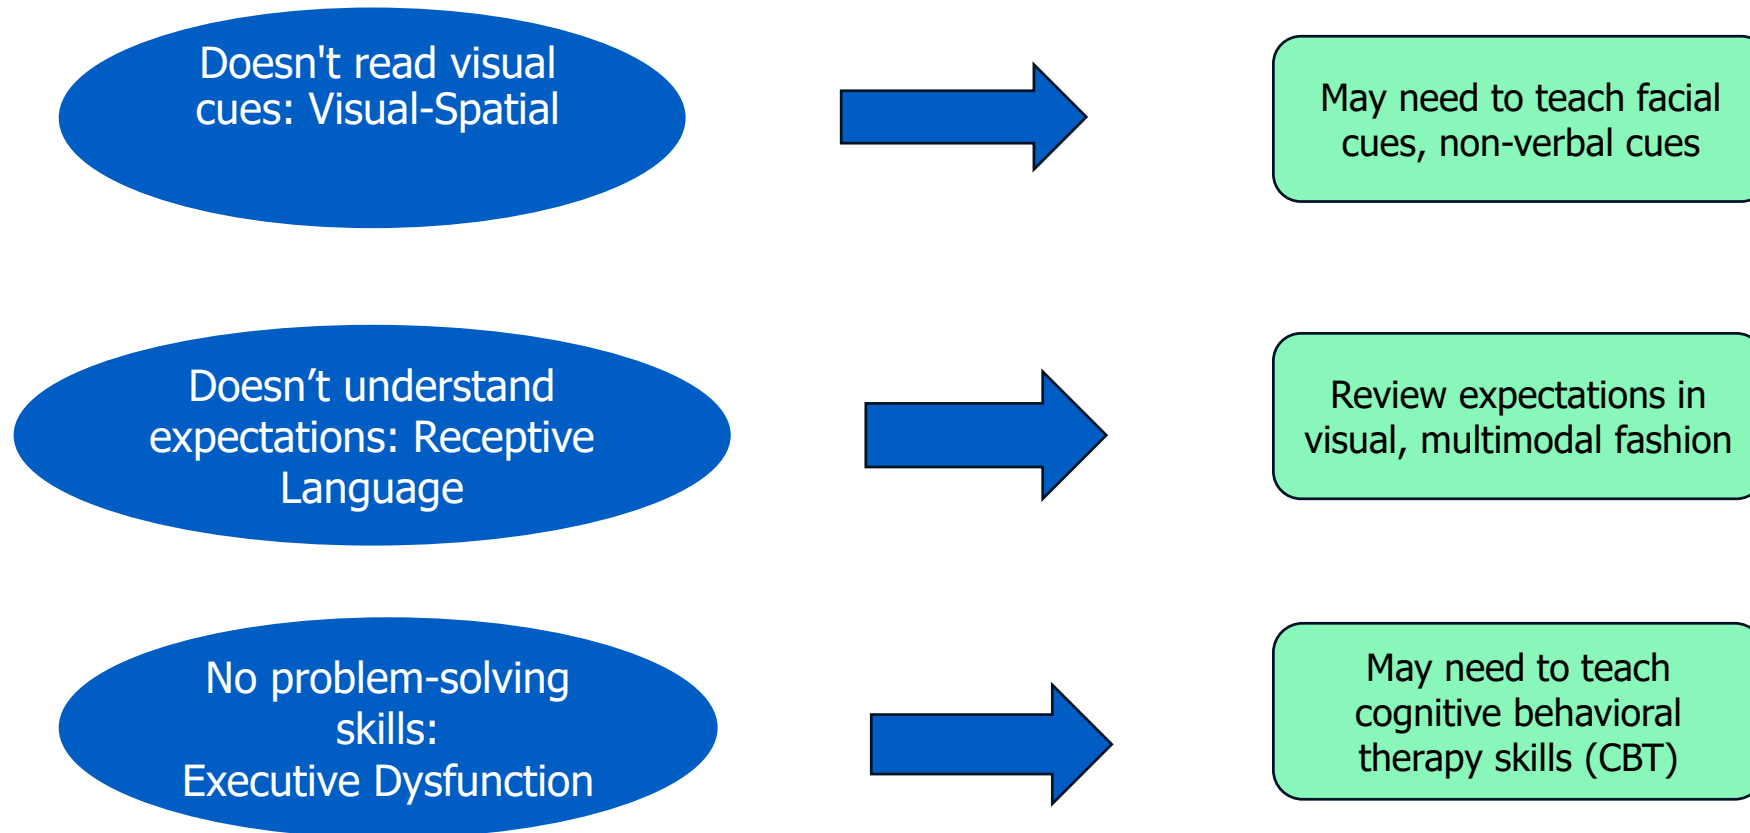 Doesn't read visual
cues: Visual-Spatial
May need to teach facial
cues, non-verbal cues
Doesn’t understand
expectations: Receptive
Language
Review expectations in
visual, multimodal fashion
No problem-solving
skills:
Executive Dysfunction
May need to teach
cognitive behavioral
therapy skills (CBT)